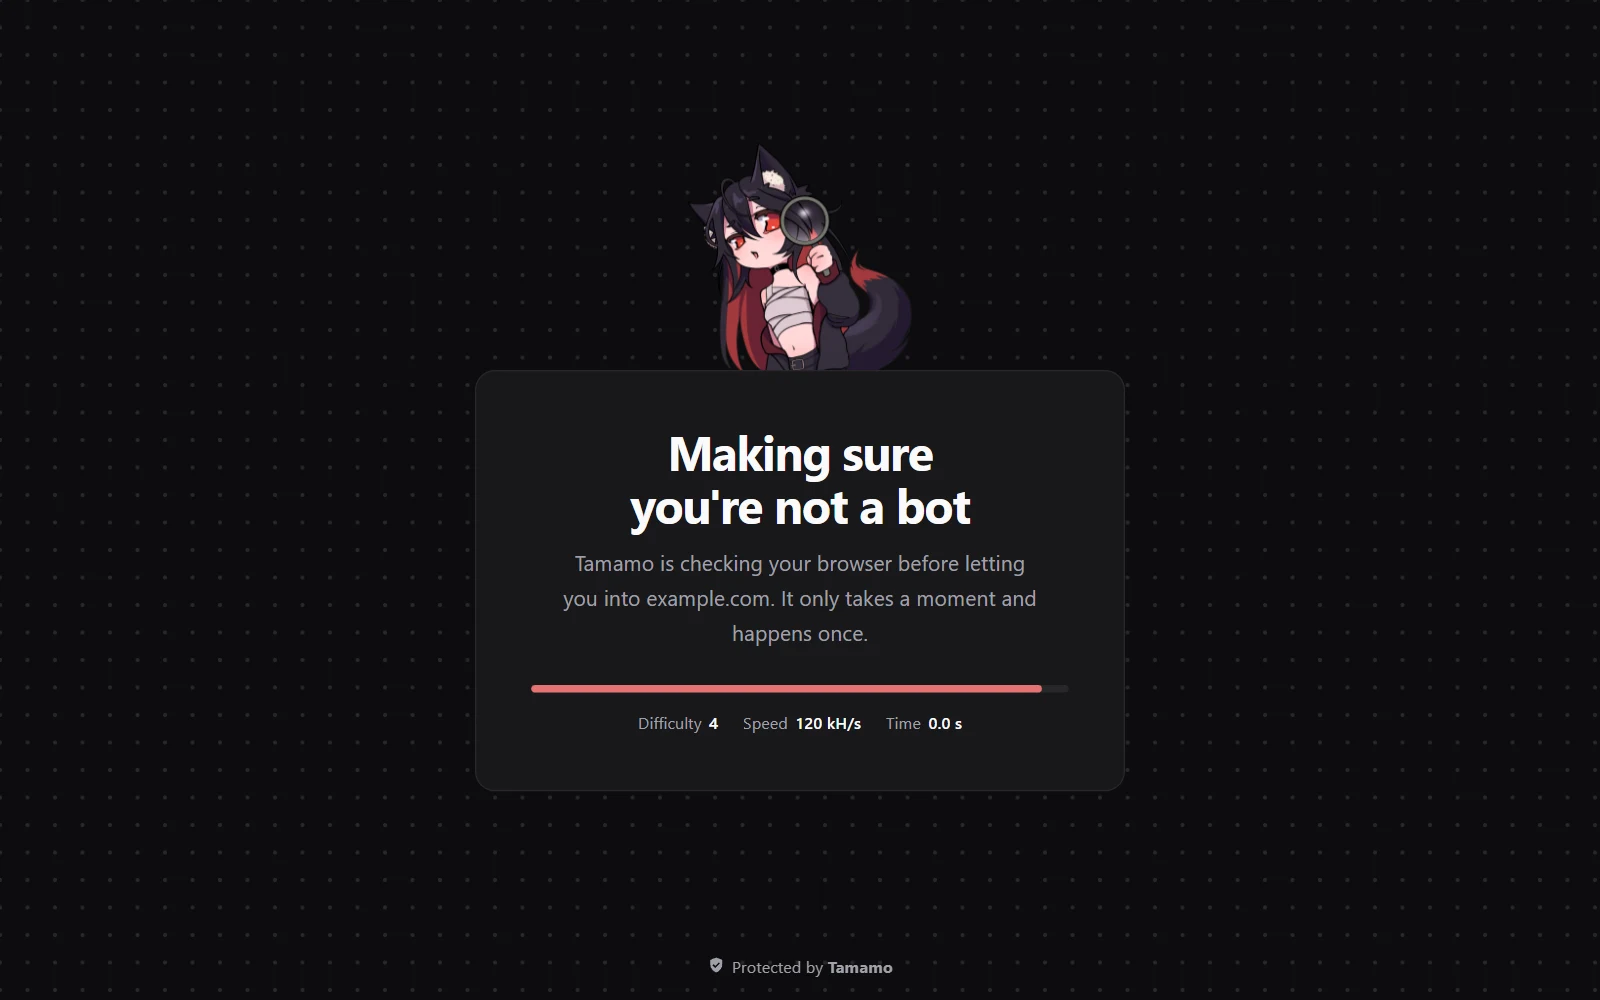 Making sure
you're not a bot
Tamamo is checking your browser before letting
you into example.com. It only takes a moment and
happens once.
Difficulty 4 Speed 120 kH/s Time 0.0 s
Protected by Tamamo